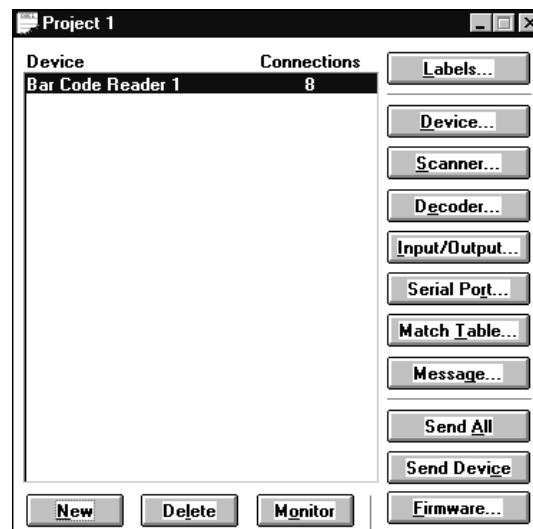 Project 1
Device Connections
Bar Code Reader 1 8
Labels...
Device...
Scanner...
Decoder...
Input/Output...
Serial Port...
Match Table...
Message...
Send All
Send Device
New Delete Monitor Firmware...